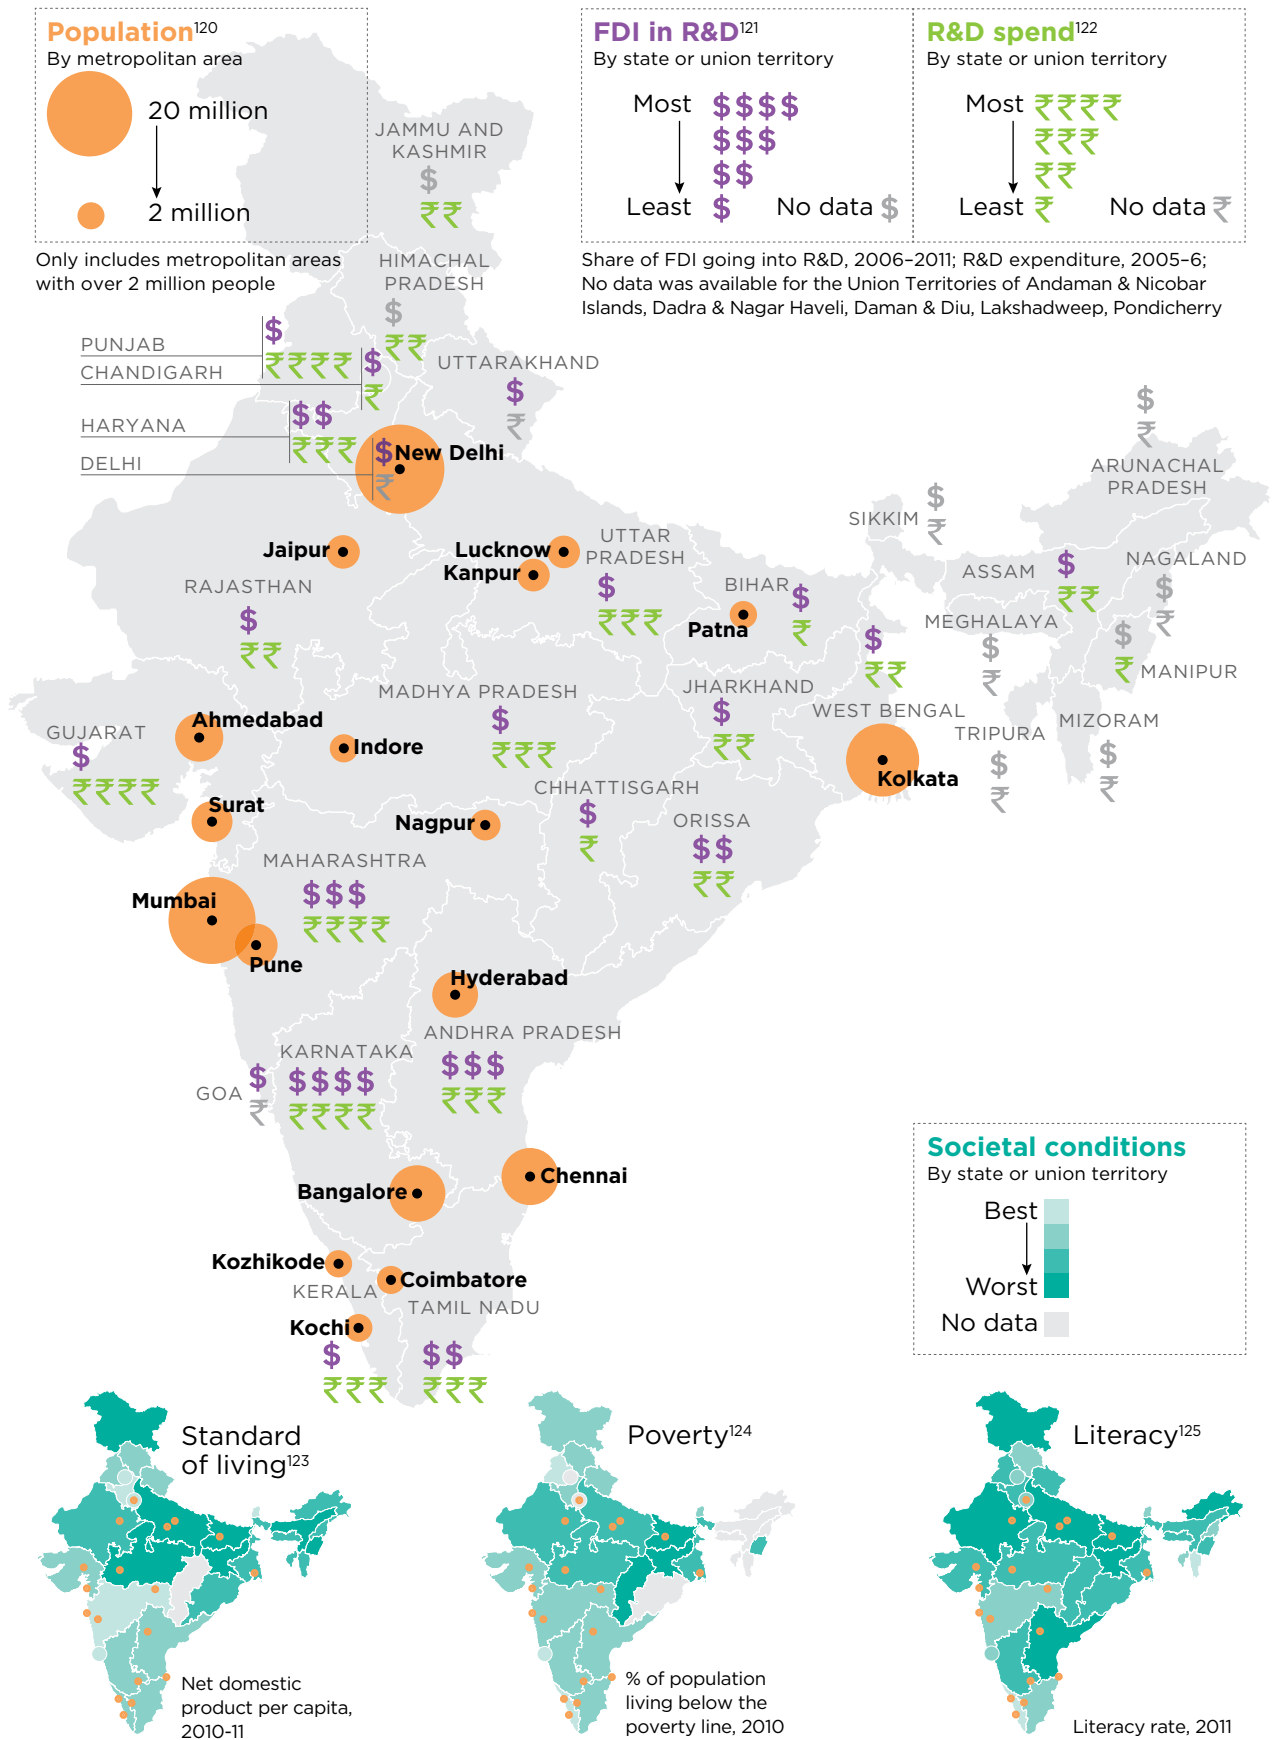 Population120
By metropolitan area
20 million
2 million
Only includes metropolitan areas
with over 2 million people
FDI in R&D121
By state or union territory
Most $$$$
$$$
$$
Least $
No data $
R&D spend122
By state or union territory
Most ₹₹₹₹
₹₹₹
₹₹
Least ₹
No data ₹
Share of FDI going into R&D, 2006–2011; R&D expenditure, 2005–6;
No data was available for the Union Territories of Andaman & Nicobar
Islands, Dadra & Nagar Haveli, Daman & Diu, Lakshadweep, Pondicherry
JAMMU AND
KASHMIR
$
₹₹
HIMACHAL
PRADESH
$
₹₹
PUNJAB
$
₹₹₹₹
CHANDIGARH
$
₹
UTTARAKHAND
$
₹
HARYANA
$$
₹₹₹
DELHI
$
₹
New Delhi
ARUNACHAL
PRADESH
$
₹
SIKKIM
$
₹
Jaipur
Lucknow
Kanpur
UTTAR
PRADESH
$
₹₹₹
RAJASTHAN
$
₹₹
BIHAR
$
₹
Patna
ASSAM
$
₹₹
NAGALAND
$
₹
MEGHALAYA
$
₹
MANIPUR
$
₹
MADHYA PRADESH
$
₹₹₹
JHARKHAND
$
₹₹
WEST BENGAL
$
₹₹
TRIPURA
$
₹
MIZORAM
$
₹
GUJARAT
$
₹₹₹₹
Ahmedabad
Indore
Kolkata
Surat
Nagpur
CHHATTISGARH
$
₹
ORISSA
$$
₹₹
MAHARASHTRA
$$$
₹₹₹₹
Mumbai
Pune
Hyderabad
ANDHRA PRADESH
$$$
₹₹₹
KARNATAKA
$$$$
₹₹₹₹
GOA
$
₹
Bangalore
Chennai
Kozhikode
Coimbatore
KERALA
$
₹₹₹
TAMIL NADU
$$
₹₹₹
Kochi
Societal conditions
By state or union territory
Best
Worst
No data
Standard
of living123
Net domestic
product per capita,
2010-11
Poverty124
% of population
living below the
poverty line, 2010
Literacy125
Literacy rate, 2011